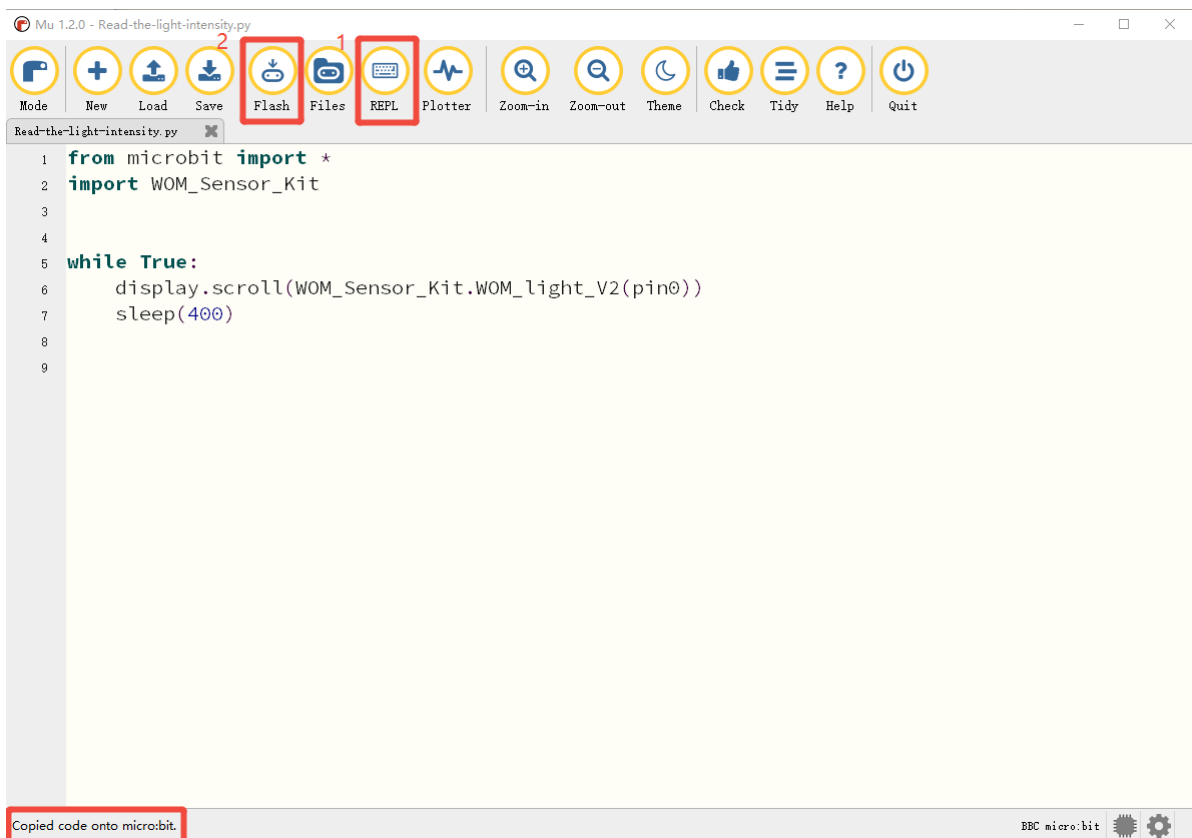 Mu 1.2.0 - Read-the-light-intensity.py
2 1
Mode New Load Save Flash Files REPL Plotter Zoom-in Zoom-out Theme Check Tidy Help Quit
Read-the-light-intensity.py
1 from microbit import *
2 import WOM_Sensor_Kit
3
4
5 while True:
6 display.scroll(WOM_Sensor_Kit.WOM_light_V2(pin0))
7 sleep(400)
8
9
Copied code onto micro:bit. BBC micro:bit